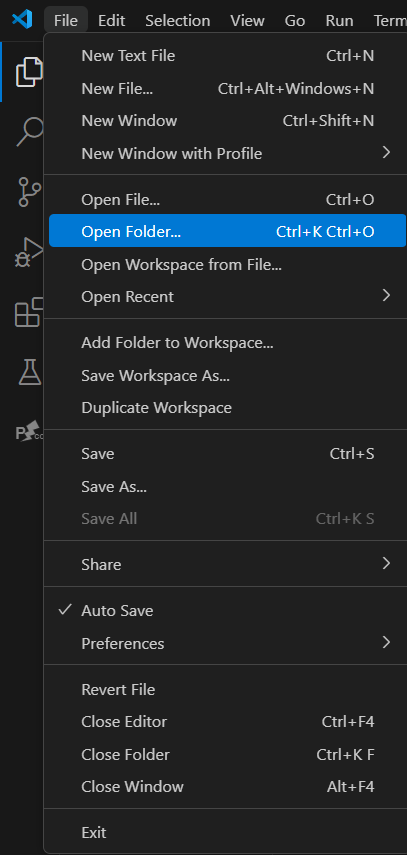 File Edit Selection View Go Run Term
New Text File Ctrl+N
New File... Ctrl+Alt+Windows+N
New Window Ctrl+Shift+N
New Window with Profile
Open File... Ctrl+O
Open Folder... Ctrl+K Ctrl+O
Open Workspace from File...
Open Recent
Add Folder to Workspace...
Save Workspace As...
Duplicate Workspace
Save Ctrl+S
Save As...
Save All Ctrl+K S
Share
Auto Save
Preferences
Revert File
Close Editor Ctrl+F4
Close Folder Ctrl+K F
Close Window Alt+F4
Exit